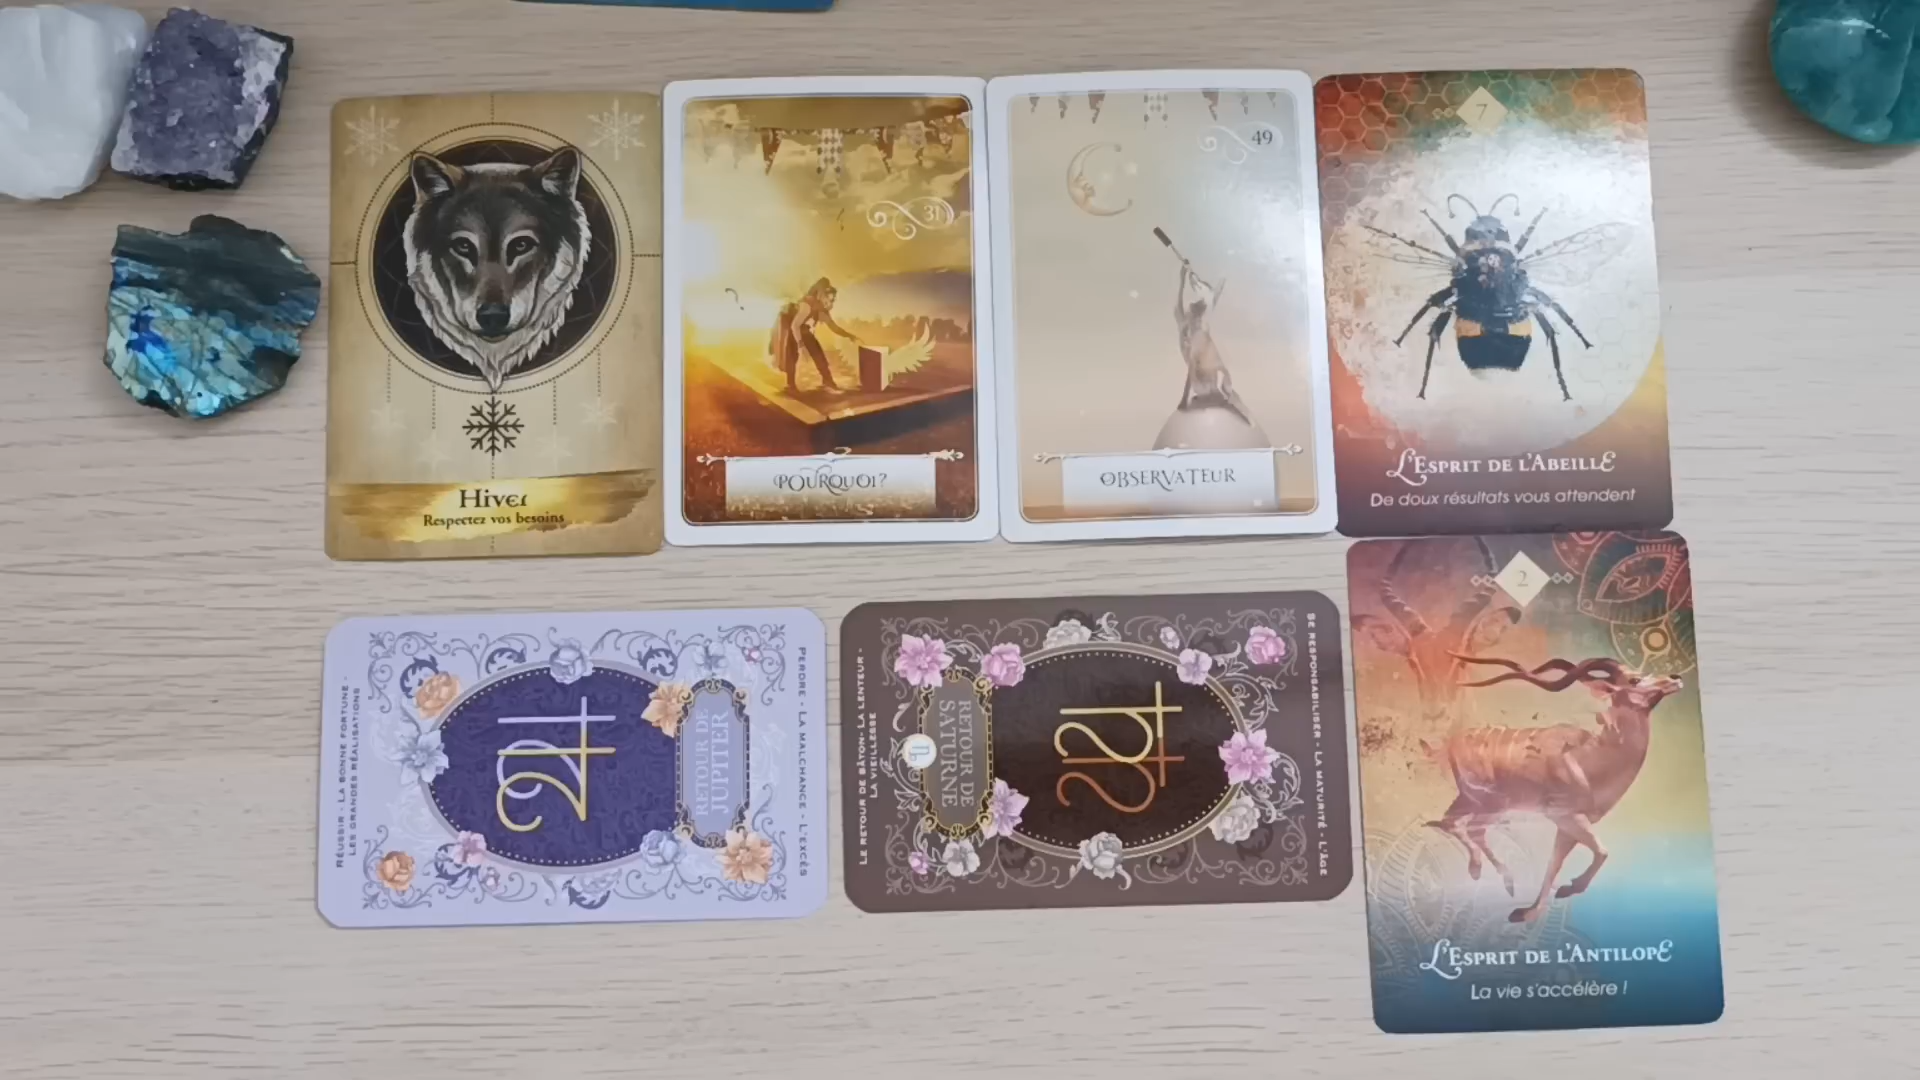 Hiver
Respectez vos besoins
31
POURQUOI?
49
OBSERVATEUR
7
L'ESPRIT DE L'ABEILLE
De doux résultats vous attendent
RÉUSSIR - LA BONNE FORTUNE -
LES GRANDES RÉALISATIONS
RETOUR DE
JUPITER
PERDRE - LA MALCHANCE - L'EXCÈS
LE RETOUR DE BÂTON - LA LENTEUR -
LA VIEILLESSE
RETOUR DE
SATURNE
SE RESPONSABILISER - LA MATURITÉ - L'ÂGE
2
L'ESPRIT DE L'ANTILOPE
La vie s'accélère !